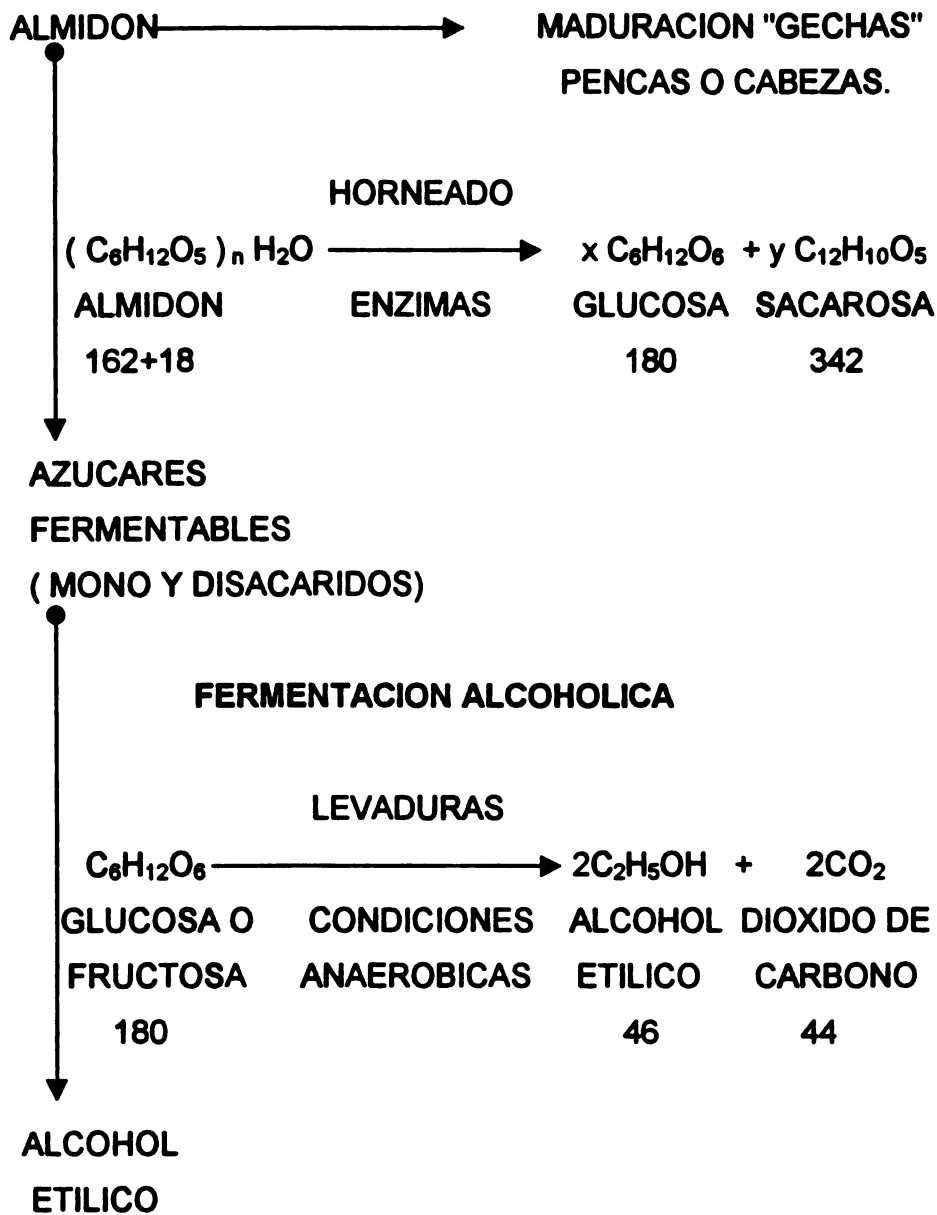 ALMIDON MADURACION "GECHAS"
PENCAS O CABEZAS.
HORNEADO
( C₆H₁₂O₅ )ₙ H₂O x C₆H₁₂O₆ + y C₁₂H₁₀O₅
ALMIDON ENZIMAS GLUCOSA SACAROSA
162+18 180 342
AZUCARES
FERMENTABLES
( MONO Y DISACARIDOS)
FERMENTACION ALCOHOLICA
LEVADURAS
C₆H₁₂O₆ 2C₂H₅OH + 2CO₂
GLUCOSA O CONDICIONES ALCOHOL DIOXIDO DE
FRUCTOSA ANAEROBICAS ETILICO CARBONO
180 46 44
ALCOHOL
ETILICO